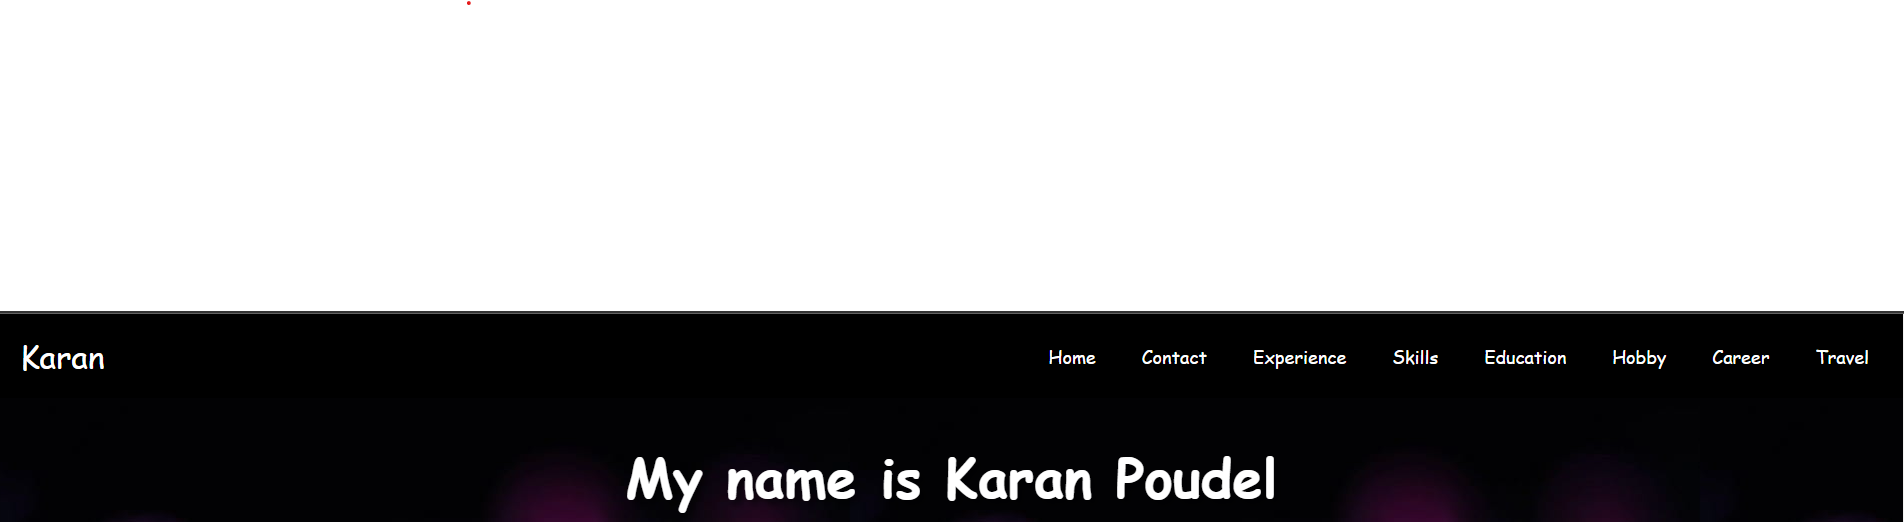 Karan Home Contact Experience Skills Education Hobby Career Travel
My name is Karan Poudel